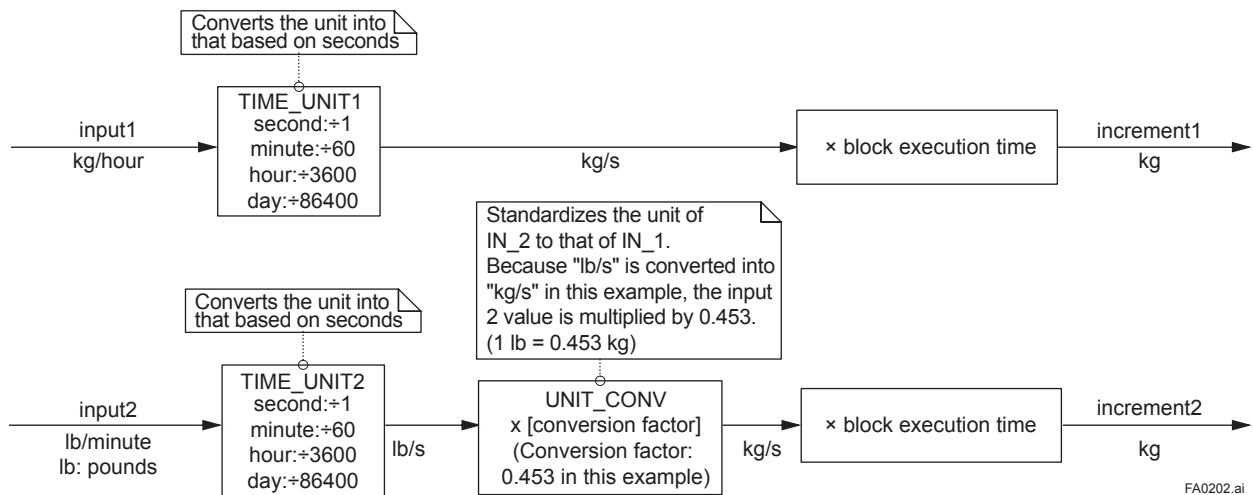 Converts the unit into
that based on seconds
input1
kg/hour
TIME_UNIT1
second:÷1
minute:÷60
hour:÷3600
day:÷86400
kg/s
× block execution time
increment1
kg
Standardizes the unit of
IN_2 to that of IN_1.
Because "lb/s" is converted into
"kg/s" in this example, the input
2 value is multiplied by 0.453.
(1 lb = 0.453 kg)
Converts the unit into
that based on seconds
input2
lb/minute
lb: pounds
TIME_UNIT2
second:÷1
minute:÷60
hour:÷3600
day:÷86400
lb/s
UNIT_CONV
x [conversion factor]
(Conversion factor:
0.453 in this example)
kg/s
× block execution time
increment2
kg
FA0202.ai